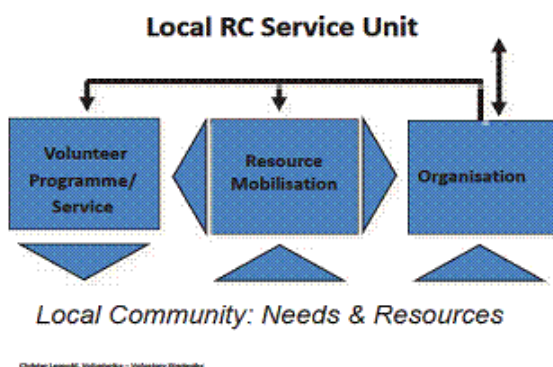 Local RC Service Unit
Volunteer
Programme/
Service
Resource
Mobilisation
Organisation
Local Community: Needs & Resources